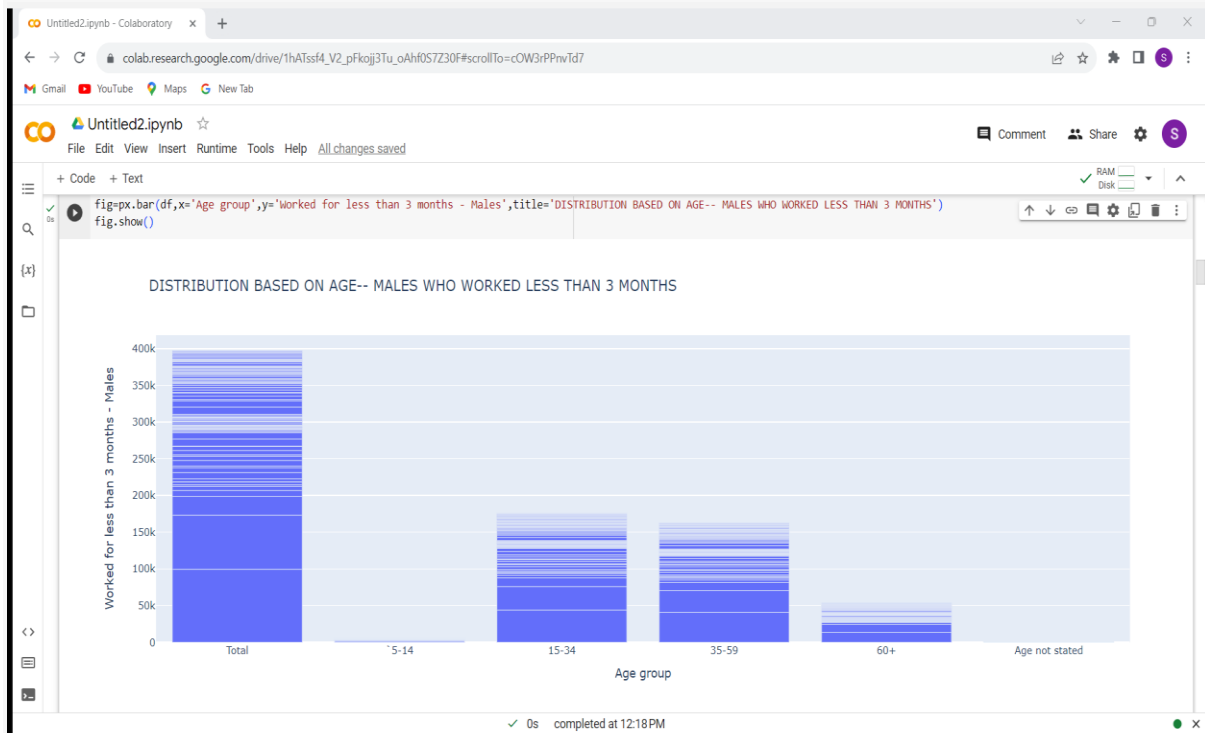 Untitled2.ipynb - Colaboratory
colab.research.google.com/drive/1hATssf4_V2_pFkojj3Tu_oAhf0S7Z30F#scrollTo=cOW3rPPnvTd7
S
Gmail YouTube Maps New Tab
Untitled2.ipynb
Comment Share S
File Edit View Insert Runtime Tools Help All changes saved
+ Code + Text
RAM
Disk
0s
fig=px.bar(df,x='Age group',y='Worked for less than 3 months - Males',title='DISTRIBUTION BASED ON AGE-- MALES WHO WORKED LESS THAN 3 MONTHS')
fig.show()
{x}
DISTRIBUTION BASED ON AGE-- MALES WHO WORKED LESS THAN 3 MONTHS
Worked for less than 3 months - Males
400k
350k
300k
250k
200k
150k
100k
50k
0
Total `5-14 15-34 35-59 60+ Age not stated
Age group
0s completed at 12:18 PM